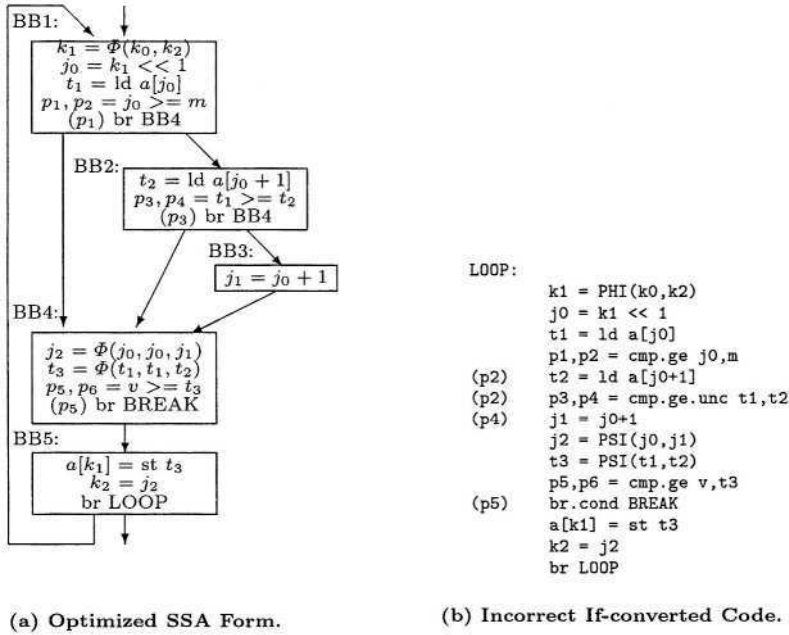 BB1:
k₁ = Φ(k₀, k₂)
j₀ = k₁ << 1
t₁ = ld a[j₀]
p₁, p₂ = j₀ >= m
(p₁) br BB4
BB2:
t₂ = ld a[j₀ + 1]
p₃, p₄ = t₁ >= t₂
(p₃) br BB4
BB3:
j₁ = j₀ + 1
BB4:
j₂ = Φ(j₀, j₀, j₁)
t₃ = Φ(t₁, t₁, t₂)
p₅, p₆ = v >= t₃
(p₅) br BREAK
BB5:
a[k₁] = st t₃
k₂ = j₂
br LOOP
(a) Optimized SSA Form.
LOOP:
k1 = PHI(k0,k2)
j0 = k1 << 1
t1 = ld a[j0]
p1,p2 = cmp.ge j0,m
(p2) t2 = ld a[j0+1]
(p2) p3,p4 = cmp.ge.unc t1,t2
(p4) j1 = j0+1
j2 = PSI(j0,j1)
t3 = PSI(t1,t2)
p5,p6 = cmp.ge v,t3
(p5) br.cond BREAK
a[k1] = st t3
k2 = j2
br LOOP
(b) Incorrect If-converted Code.